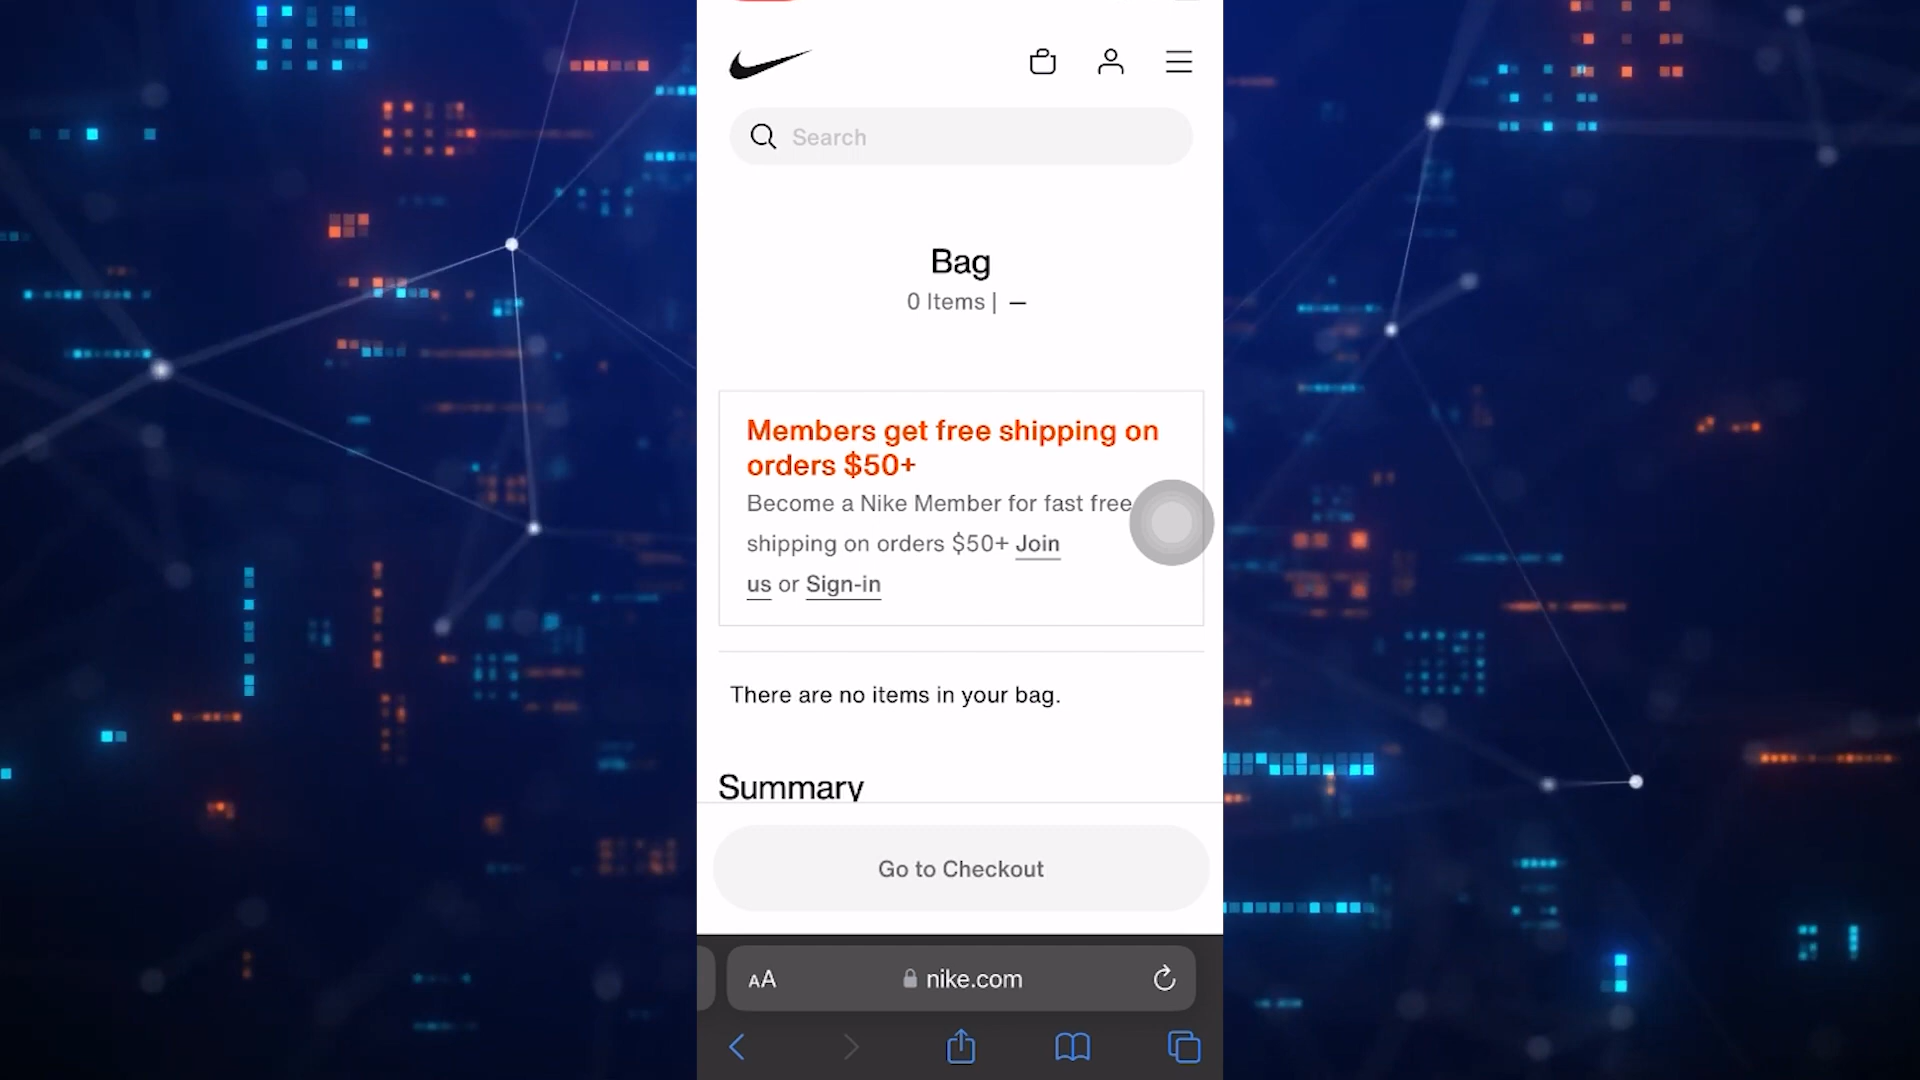 Search
Bag
0 Items | —
Members get free shipping on
orders $50+
Become a Nike Member for fast free
shipping on orders $50+ Join
us or Sign-in
There are no items in your bag.
Summary
Go to Checkout
AA
nike.com